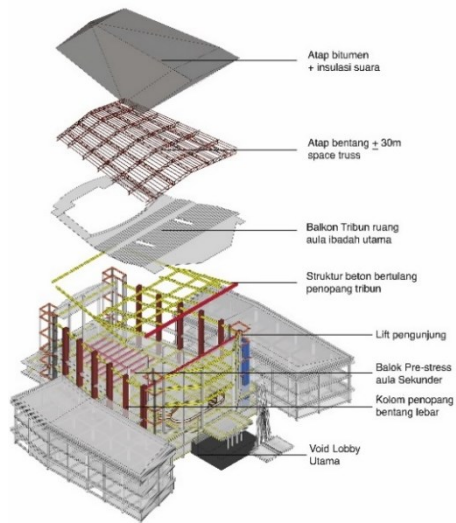 Atap bitumen
+ insulasi suara
Atap bentang ± 30m
space truss
Balkon Tribun ruang
aula ibadah utama
Struktur beton bertulang
penopang tribun
Lift pengunjung
Balok Pre-stress
aula Sekunder
Kolom penopang
bentang lebar
Void Lobby
Utama